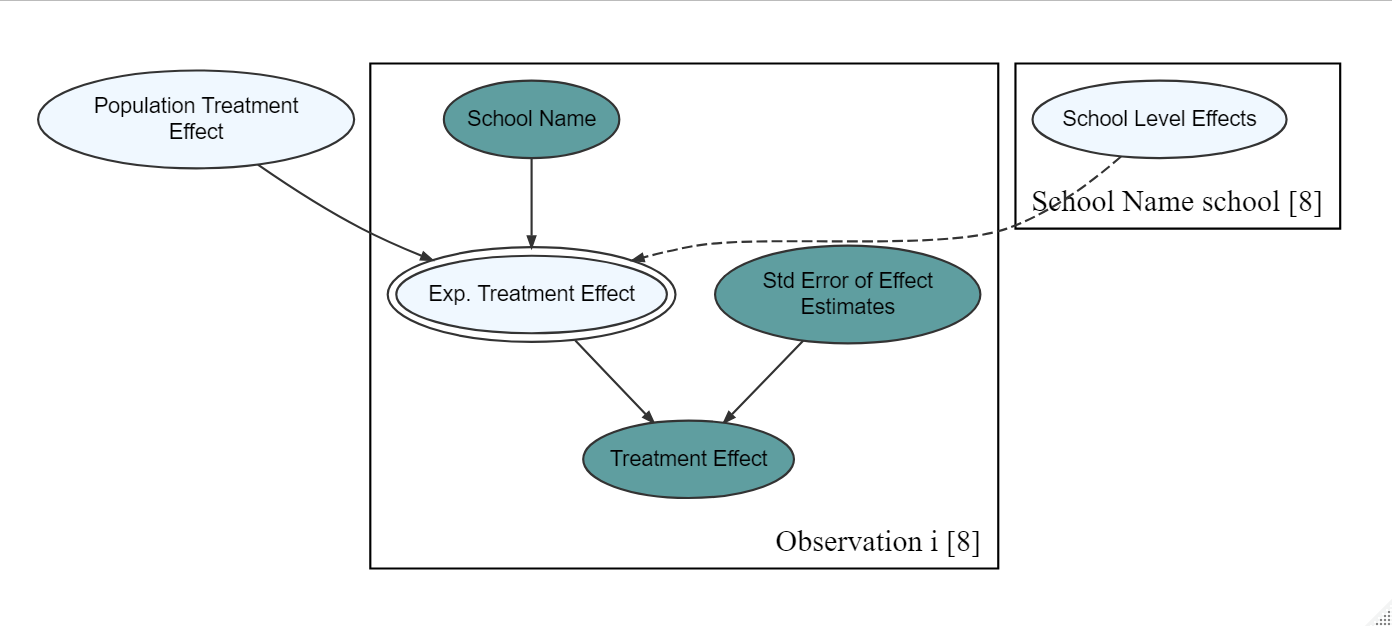 Population Treatment
Effect
School Name
School Level Effects
School Name school [8]
Exp. Treatment Effect
Std Error of Effect
Estimates
Treatment Effect
Observation i [8]